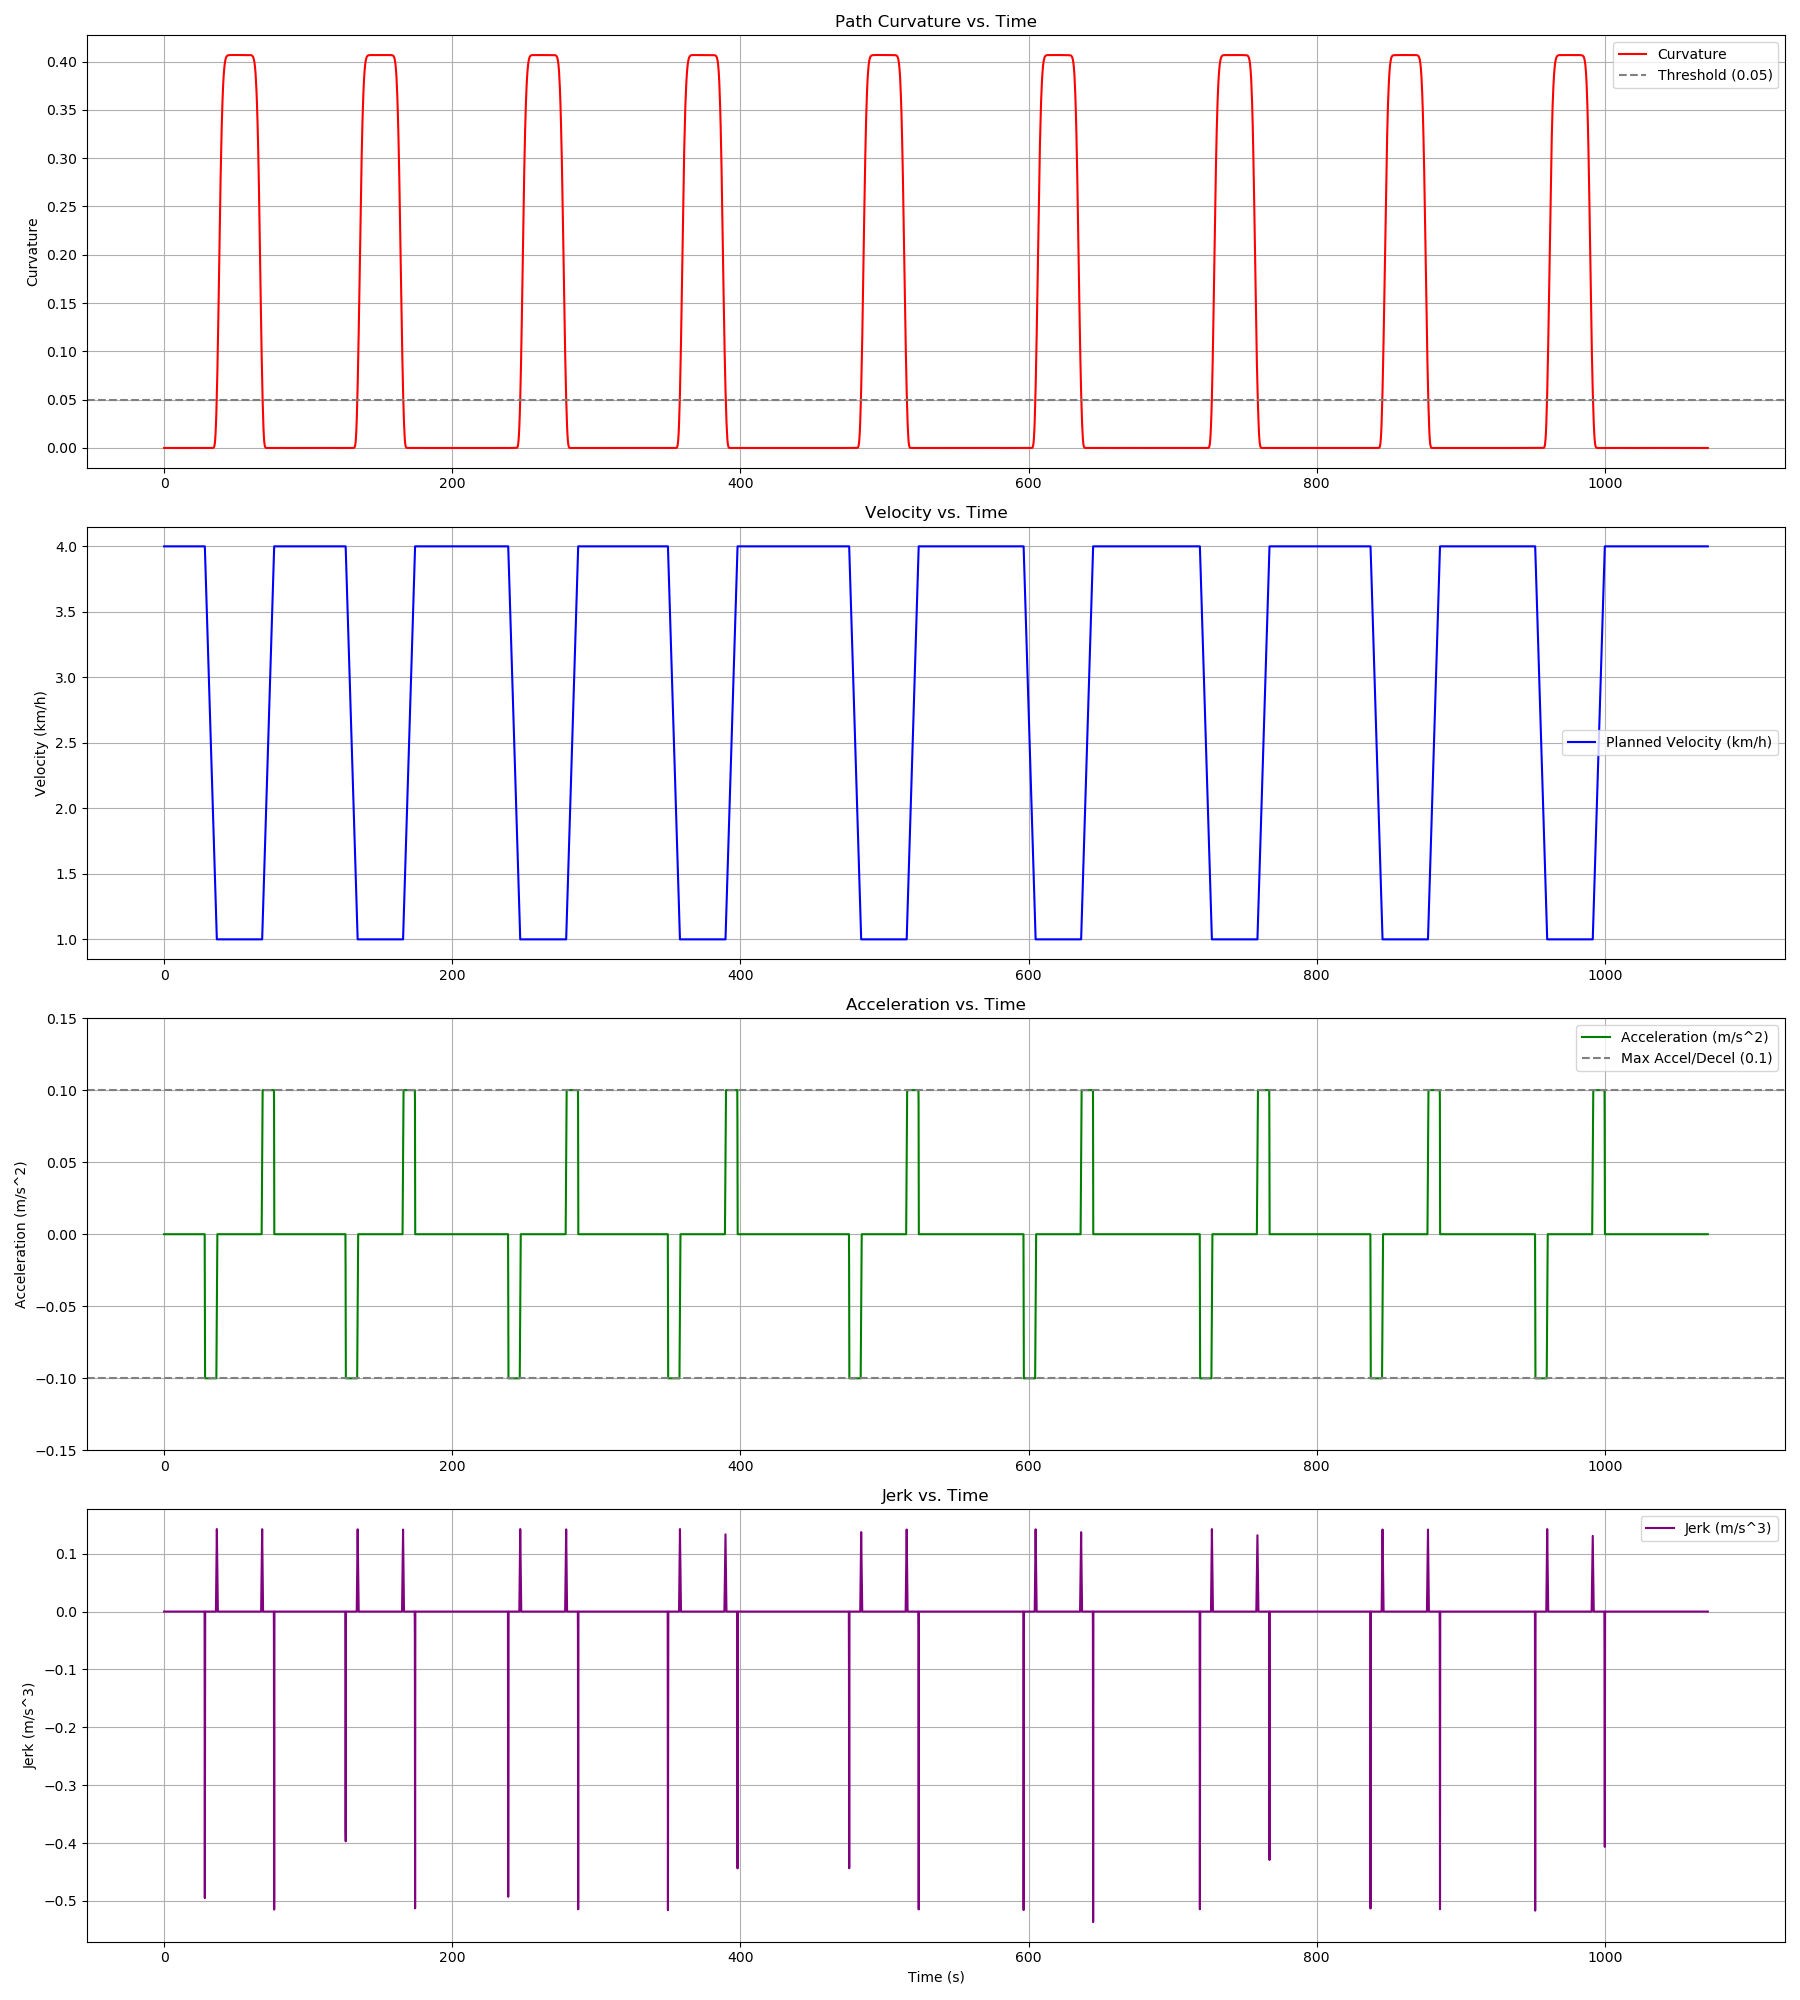 Path Curvature vs. Time
Curvature
0.40
0.35
0.30
0.25
0.20
0.15
0.10
0.05
0.00
Curvature
Threshold (0.05)
0 200 400 600 800 1000
Velocity vs. Time
Velocity (km/h)
4.0
3.5
3.0
2.5
2.0
1.5
1.0
Planned Velocity (km/h)
0 200 400 600 800 1000
Acceleration vs. Time
Acceleration (m/s^2)
0.15
0.10
0.05
0.00
−0.05
−0.10
−0.15
Acceleration (m/s^2)
Max Accel/Decel (0.1)
0 200 400 600 800 1000
Jerk vs. Time
Jerk (m/s^3)
0.1
0.0
−0.1
−0.2
−0.3
−0.4
−0.5
Jerk (m/s^3)
0 200 400 600 800 1000
Time (s)